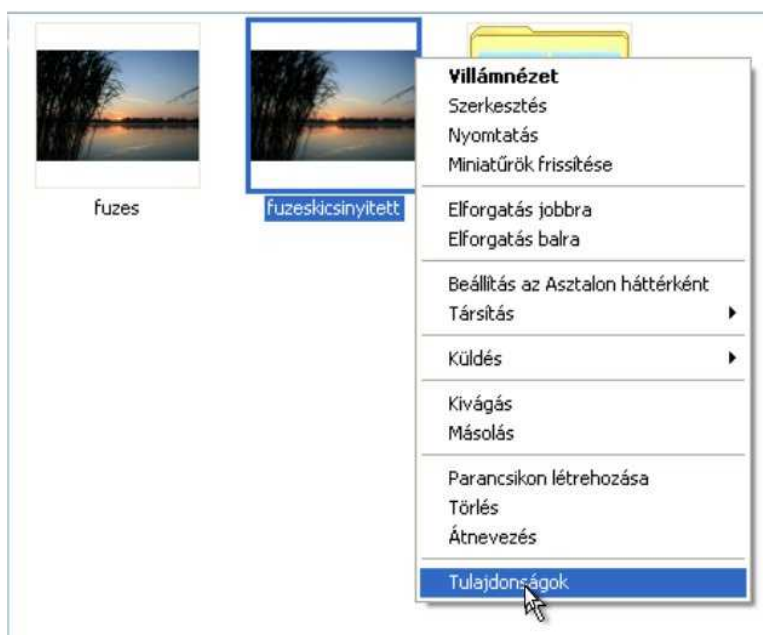 fuzes
fuzeskicsinyitett
Villámnézet
Szerkesztés
Nyomtatás
Miniatűrök frissítése
Elforgatás jobbra
Elforgatás balra
Beállítás az Asztalon háttérként
Társítás
Küldés
Kivágás
Másolás
Parancsikon létrehozása
Törlés
Átnevezés
Tulajdonságok